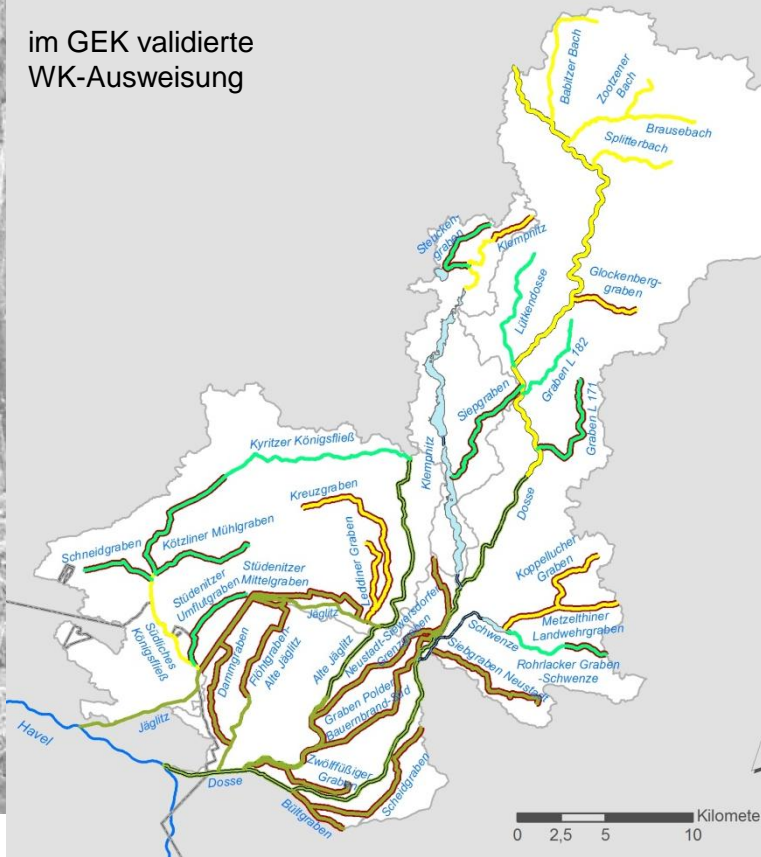 im GEK validierte
WK-Ausweisung
Babitzer Bach
Zootzener
Bach
Brausebach
Splitterbach
Klempnitz
Lütkendosse
Glockenberg-
graben
Graben L 182
Siepgraben
Graben L 171
Klempnitz
Dosse
Kyritzer Königsfließ
Kreuzgraben
Schneidgraben
Kötzliner Mühlgraben
Stüdenitzer
Umflutgraben
Stüdenitzer
Mittelgraben
Jäglitz
Südliches
Königsfließ
Dammgraben
Flöhtgraben-
Alte Jäglitz
Alte Jäglitz
Koppellucher
Graben
Metzelthiner
Landwehrgraben
Schwenze
Rohrlacker Graben
-Schwenze
Siebgraben Neustadt
Graben Polder
Bauernbrand-Süd
Zwölffüßiger
Graben
Scheidgraben
Bültgraben
Jäglitz
Havel
Dosse
Kilomete
0 2,5 5 10